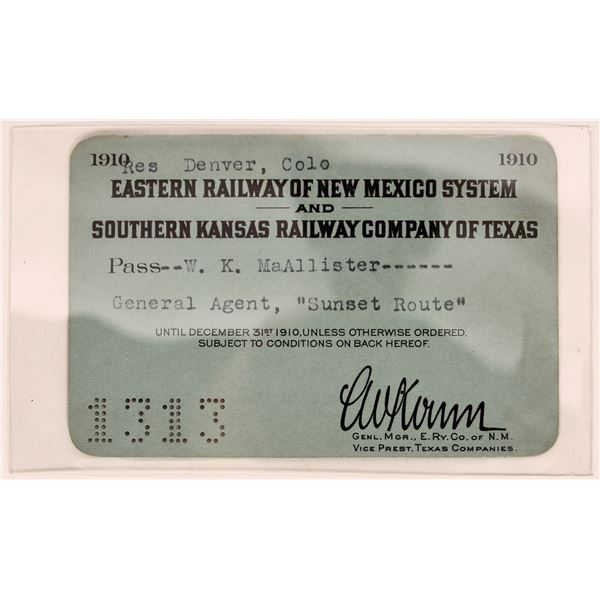 1910 Res Denver, Colo 1910
EASTERN RAILWAY OF NEW MEXICO SYSTEM
AND
SOUTHERN KANSAS RAILWAY COMPANY OF TEXAS
Pass--W. K. MaAllister------
General Agent, "Sunset Route"
UNTIL DECEMBER 31ST 1910, UNLESS OTHERWISE ORDERED.
SUBJECT TO CONDITIONS ON BACK HEREOF.
1313
GENL. MGR., E. RY. CO. OF N. M.
VICE PREST. TEXAS COMPANIES.